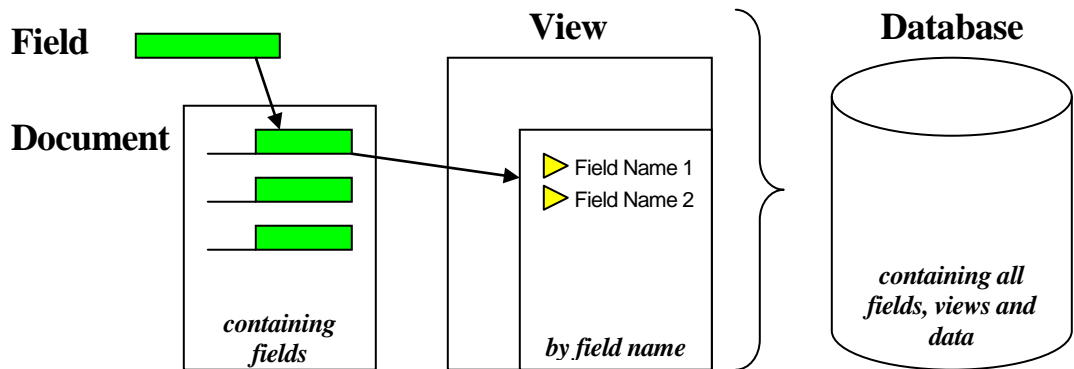 Field
View
Database
Document
Field Name 1
Field Name 2
containing
fields
by field name
containing all
fields, views and
data